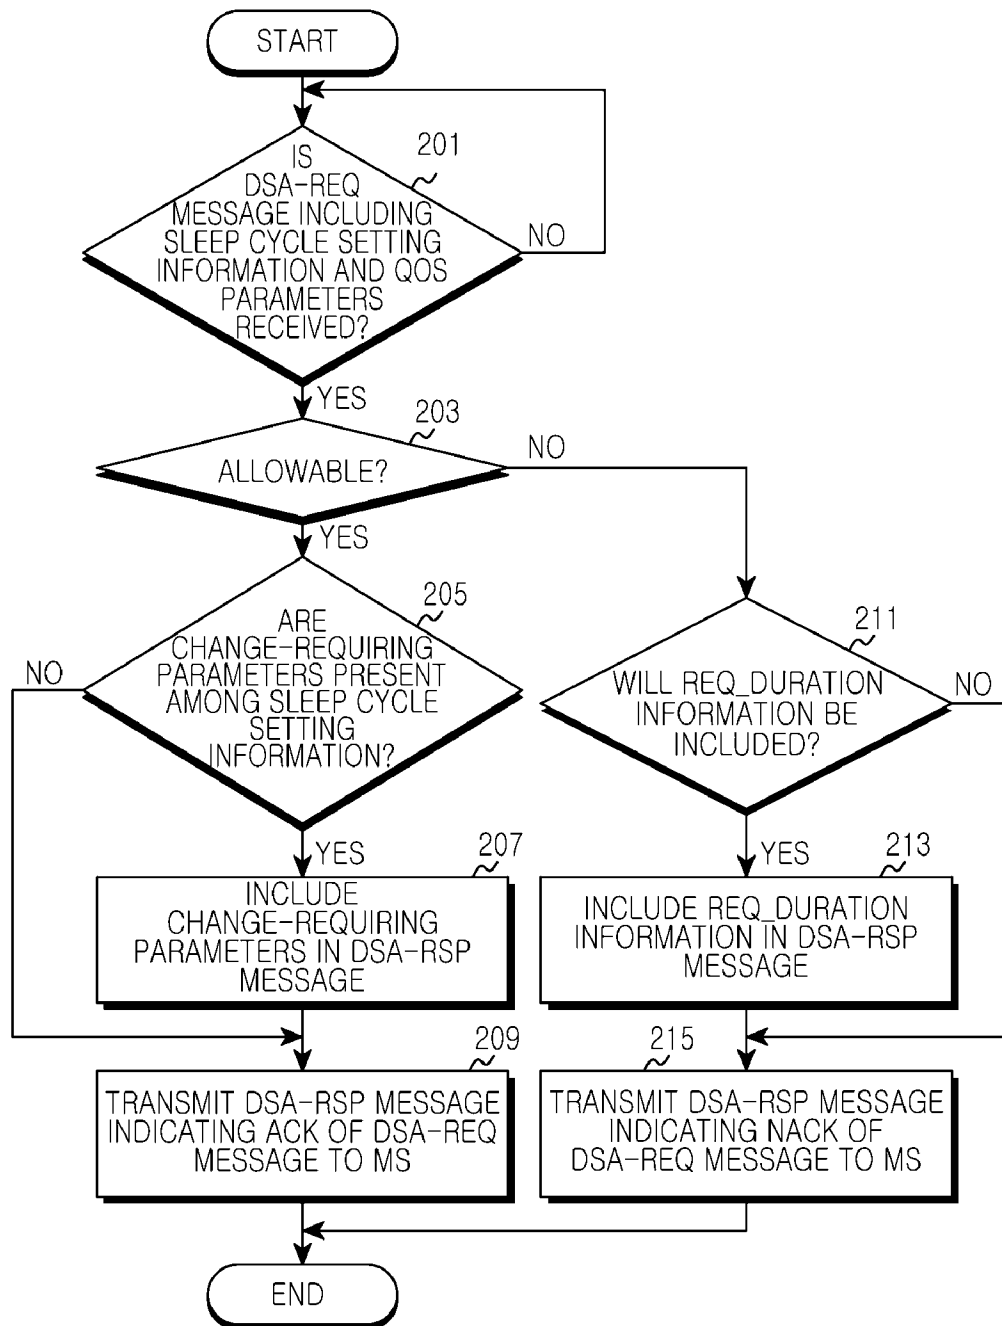 START
201
IS
DSA-REQ
MESSAGE INCLUDING
SLEEP CYCLE SETTING
INFORMATION AND QOS
PARAMETERS
RECEIVED?
NO
YES
203
ALLOWABLE?
NO
YES
205
ARE
CHANGE-REQUIRING
PARAMETERS PRESENT
AMONG SLEEP CYCLE
SETTING
INFORMATION?
NO
YES
211
WILL REQ_DURATION
INFORMATION BE
INCLUDED?
NO
YES
207
INCLUDE
CHANGE-REQUIRING
PARAMETERS IN DSA-RSP
MESSAGE
213
INCLUDE REQ_DURATION
INFORMATION IN DSA-RSP
MESSAGE
209
TRANSMIT DSA-RSP MESSAGE
INDICATING ACK OF DSA-REQ
MESSAGE TO MS
215
TRANSMIT DSA-RSP MESSAGE
INDICATING NACK OF
DSA-REQ MESSAGE TO MS
END